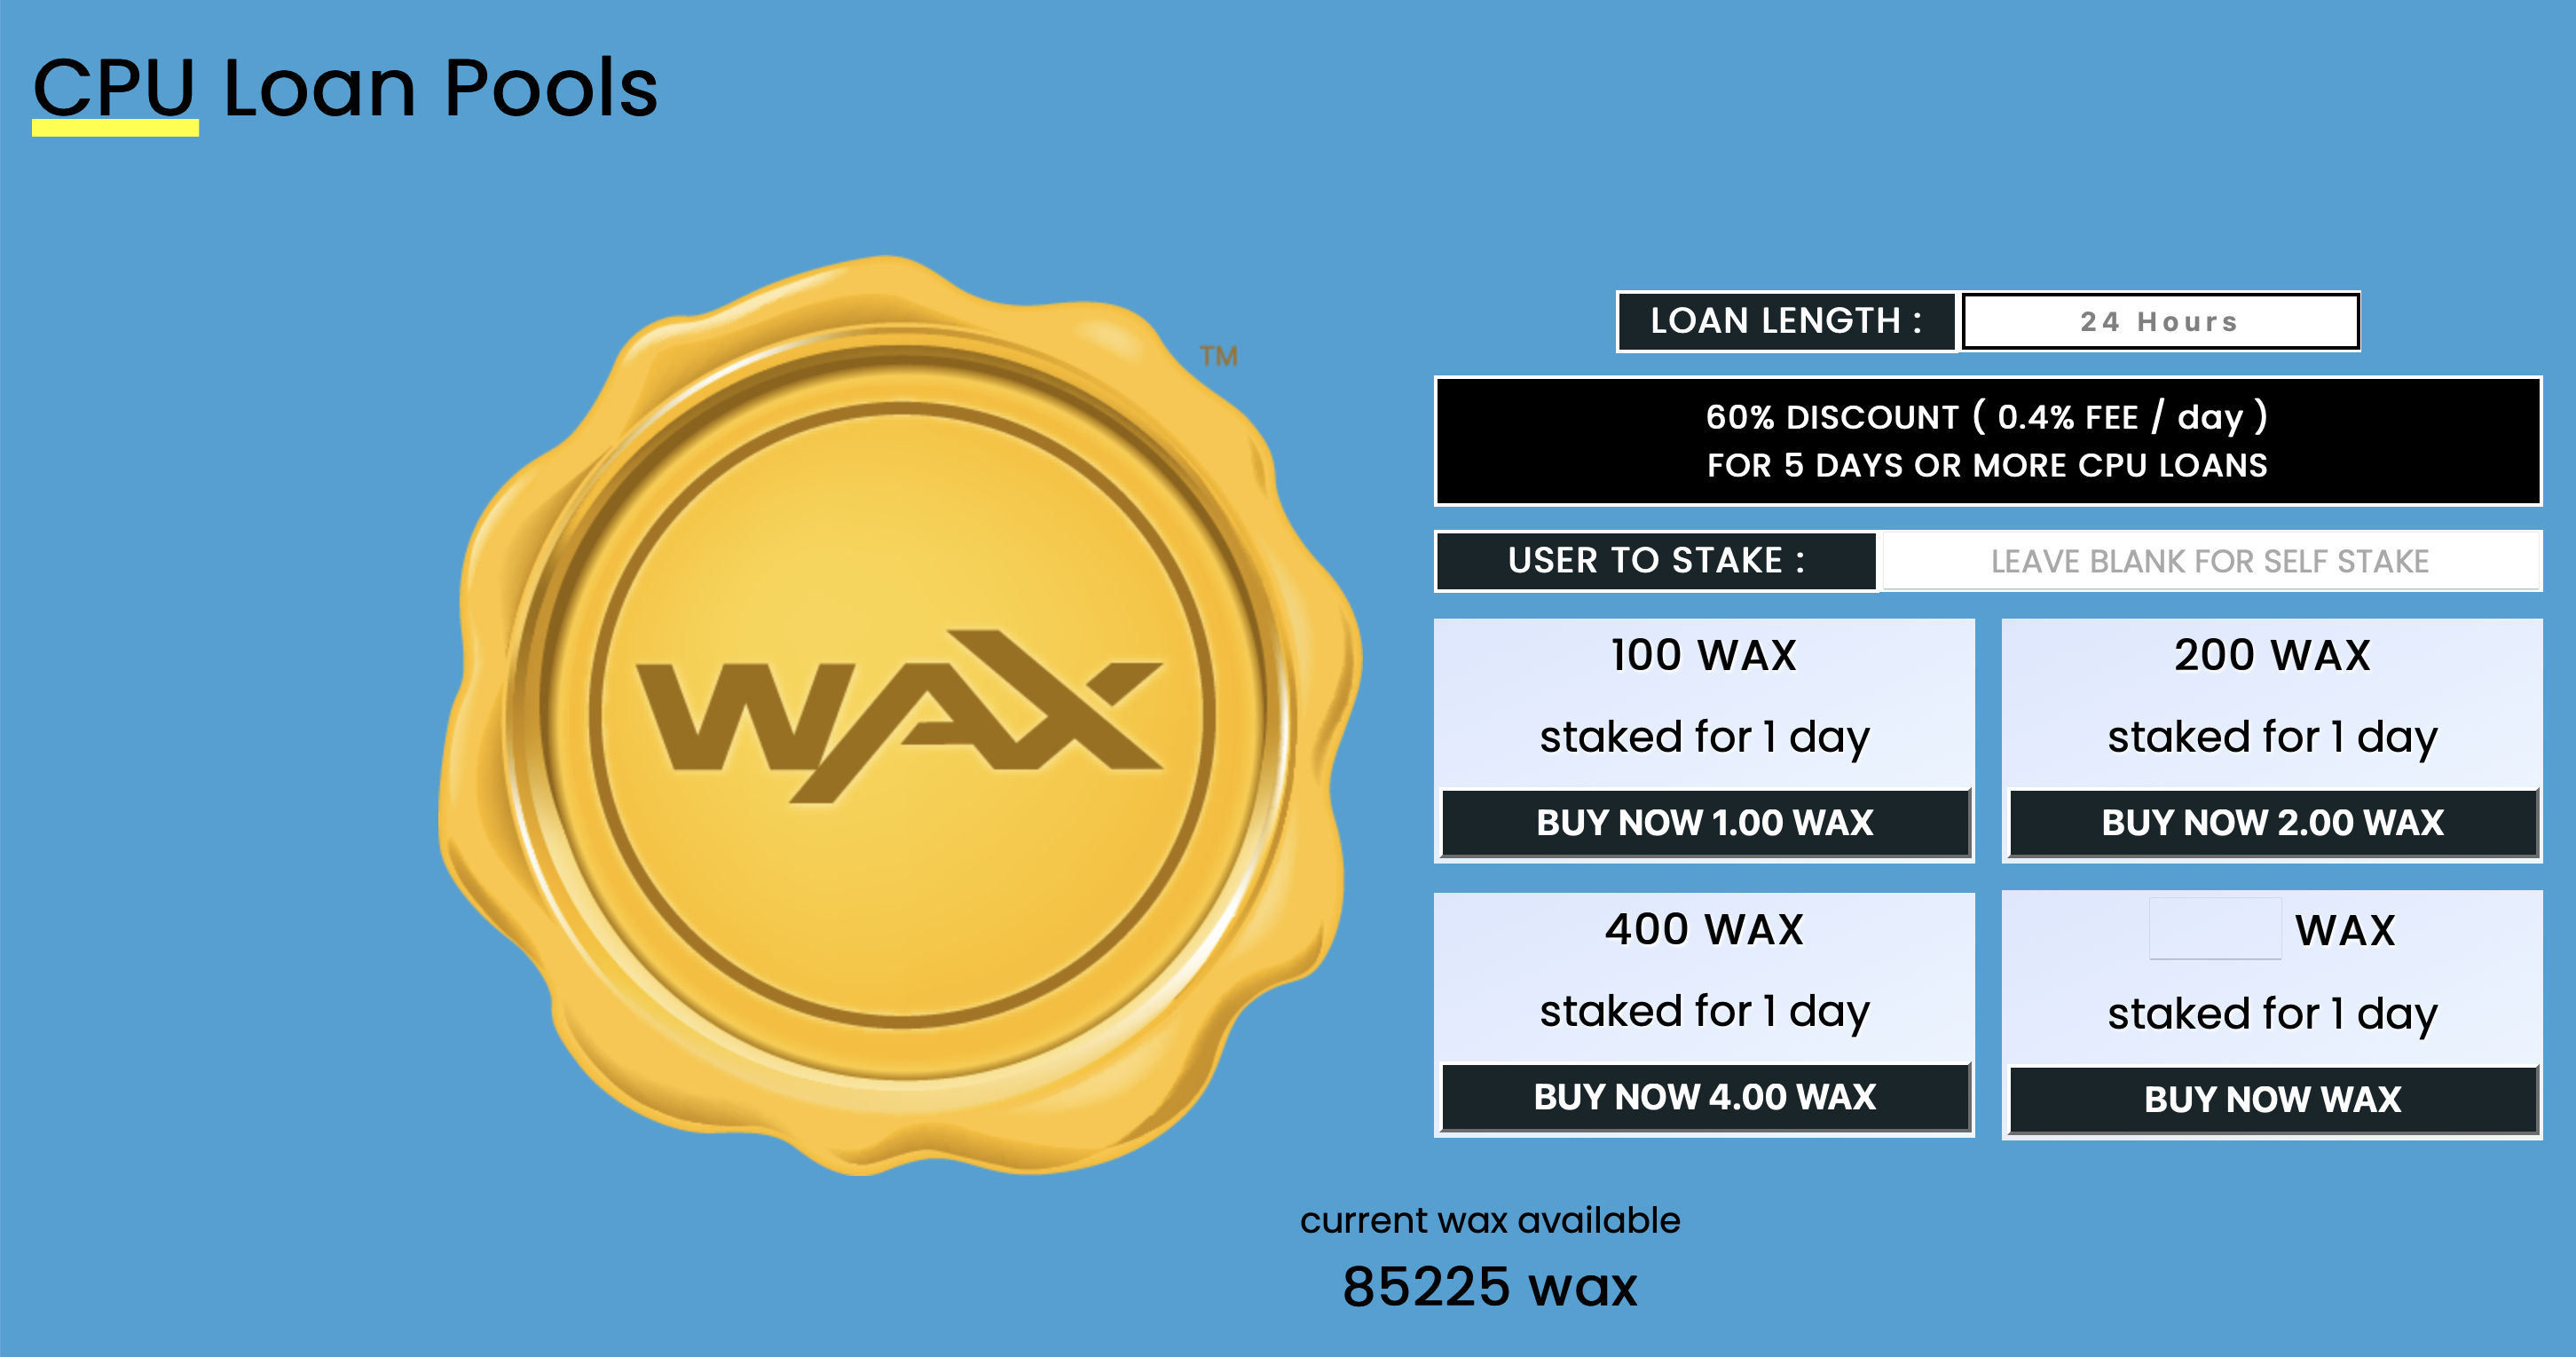 CPU Loan Pools
TM
WAX
LOAN LENGTH :
24 Hours
60% DISCOUNT ( 0.4% FEE / day )
FOR 5 DAYS OR MORE CPU LOANS
USER TO STAKE :
LEAVE BLANK FOR SELF STAKE
100 WAX
staked for 1 day
BUY NOW 1.00 WAX
200 WAX
staked for 1 day
BUY NOW 2.00 WAX
400 WAX
staked for 1 day
BUY NOW 4.00 WAX
WAX
staked for 1 day
BUY NOW WAX
current wax available
85225 wax